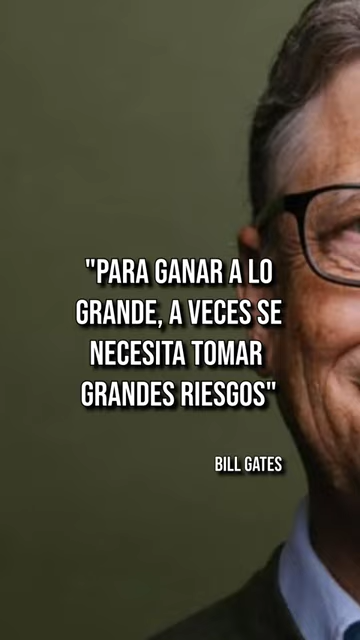 "PARA GANAR A LO
GRANDE, A VECES SE
NECESITA TOMAR
GRANDES RIESGOS"
BILL GATES